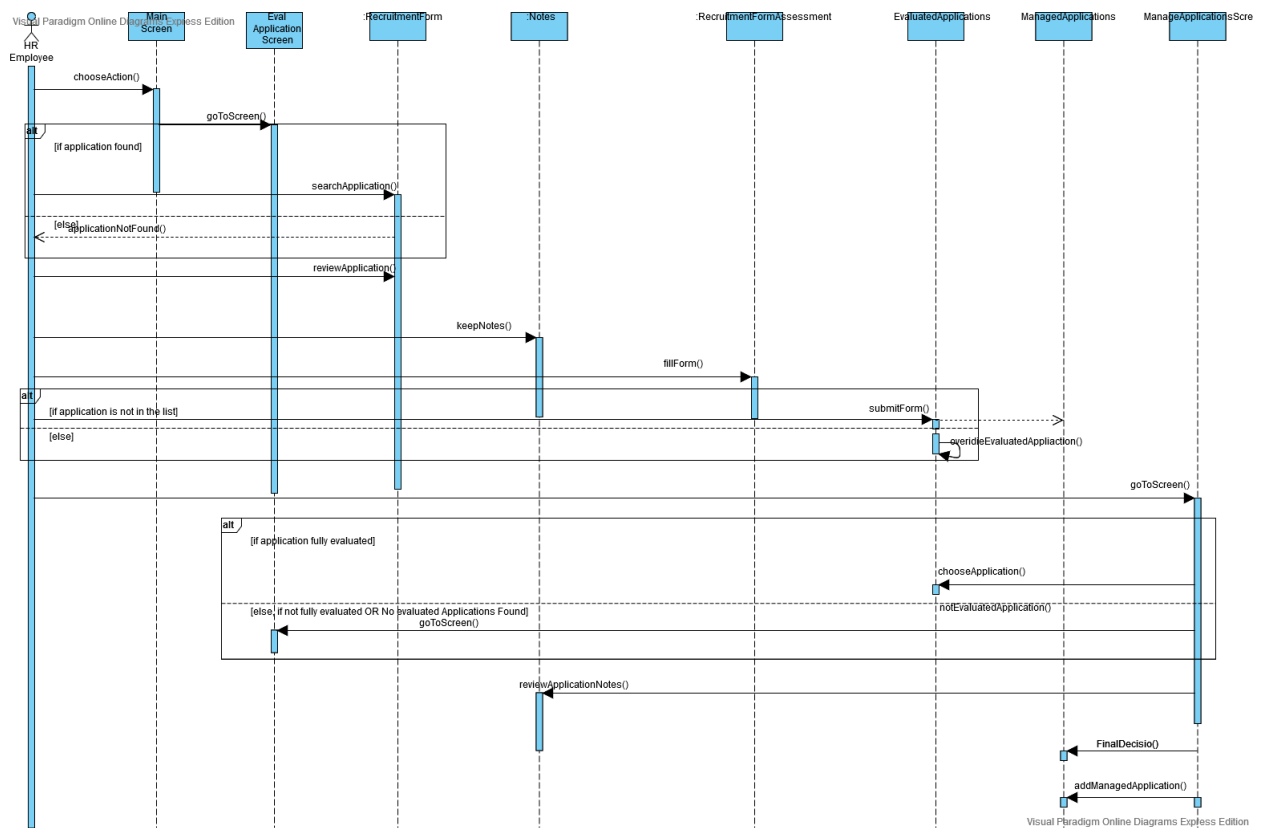 Visual Paradigm Online Diagrams Express Edition
HR
Employee
Main
Screen
Eval
Application
Screen
:RecruitmentForm
:Notes
:RecruitmentFormAssessment
EvaluatedApplications
ManagedApplications
ManageApplicationsScre
chooseAction()
goToScreen()
alt
[if application found]
searchApplication()
[else]
applicationNotFound()
reviewApplication()
keepNotes()
fillForm()
alt
[if application is not in the list]
submitForm()
[else]
overidieEvaluatedAppliaction()
goToScreen()
alt
[if application fully evaluated]
chooseApplication()
[else, if not fully evaluated OR No evaluated Applications Found]
notEvaluatedApplication()
goToScreen()
reviewApplicationNotes()
FinalDecisio()
addManagedApplication()
Visual Paradigm Online Diagrams Express Edition